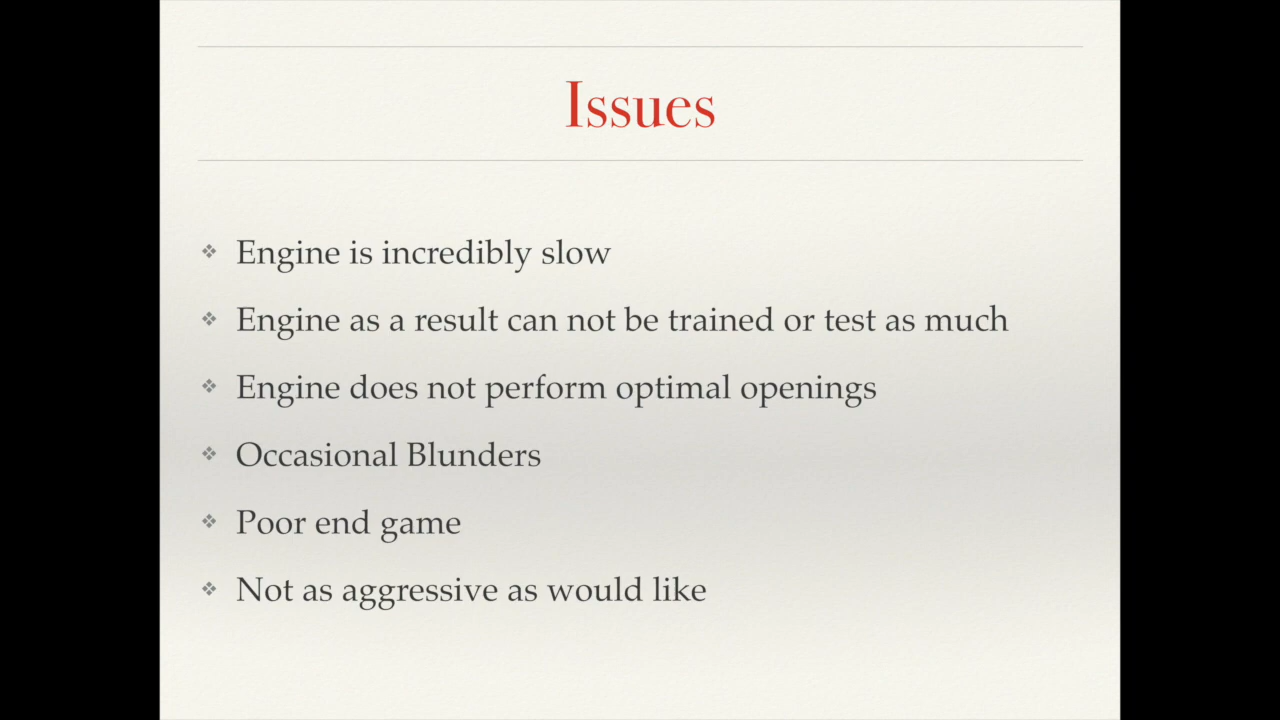 Issues
Engine is incredibly slow
Engine as a result can not be trained or test as much
Engine does not perform optimal openings
Occasional Blunders
Poor end game
Not as aggressive as would like